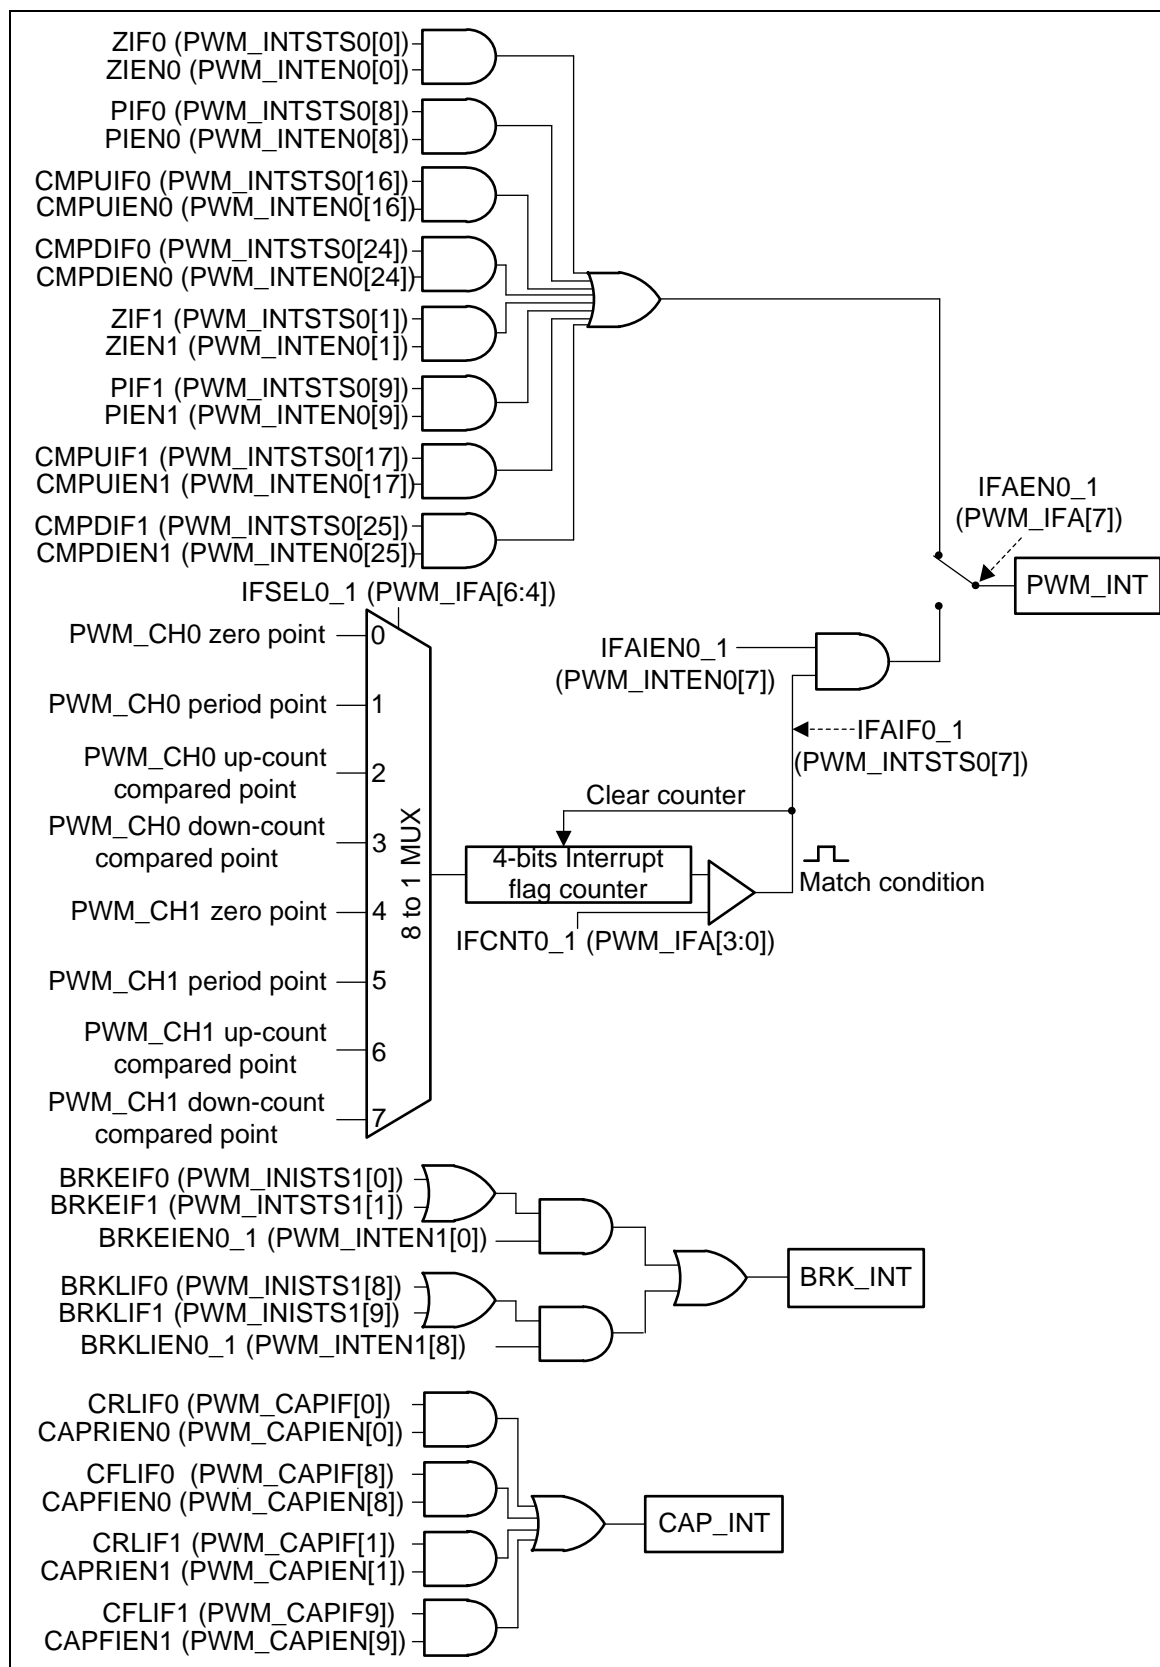 ZIF0 (PWM_INTSTS0[0])
ZIEN0 (PWM_INTEN0[0])
PIF0 (PWM_INTSTS0[8])
PIEN0 (PWM_INTEN0[8])
CMPUIF0 (PWM_INTSTS0[16])
CMPUIEN0 (PWM_INTEN0[16])
CMPDIF0 (PWM_INTSTS0[24])
CMPDIEN0 (PWM_INTEN0[24])
ZIF1 (PWM_INTSTS0[1])
ZIEN1 (PWM_INTEN0[1])
PIF1 (PWM_INTSTS0[9])
PIEN1 (PWM_INTEN0[9])
CMPUIF1 (PWM_INTSTS0[17])
CMPUIEN1 (PWM_INTEN0[17])
CMPDIF1 (PWM_INTSTS0[25])
CMPDIEN1 (PWM_INTEN0[25])
IFAEN0_1
(PWM_IFA[7])
PWM_INT
IFSEL0_1 (PWM_IFA[6:4])
PWM_CH0 zero point
0
PWM_CH0 period point
1
PWM_CH0 up-count
compared point
2
PWM_CH0 down-count
compared point
3
PWM_CH1 zero point
4
PWM_CH1 period point
5
PWM_CH1 up-count
compared point
6
PWM_CH1 down-count
compared point
7
8 to 1 MUX
IFAIEN0_1
(PWM_INTEN0[7])
IFAIF0_1
(PWM_INTSTS0[7])
Clear counter
4-bits Interrupt
flag counter
Match condition
IFCNT0_1 (PWM_IFA[3:0])
BRKEIF0 (PWM_INISTS1[0])
BRKEIF1 (PWM_INTSTS1[1])
BRKEIEN0_1 (PWM_INTEN1[0])
BRKLIF0 (PWM_INISTS1[8])
BRKLIF1 (PWM_INISTS1[9])
BRKLIEN0_1 (PWM_INTEN1[8])
BRK_INT
CRLIF0 (PWM_CAPIF[0])
CAPRIEN0 (PWM_CAPIEN[0])
CFLIF0 (PWM_CAPIF[8])
CAPFIEN0 (PWM_CAPIEN[8])
CRLIF1 (PWM_CAPIF[1])
CAPRIEN1 (PWM_CAPIEN[1])
CFLIF1 (PWM_CAPIF9])
CAPFIEN1 (PWM_CAPIEN[9])
CAP_INT